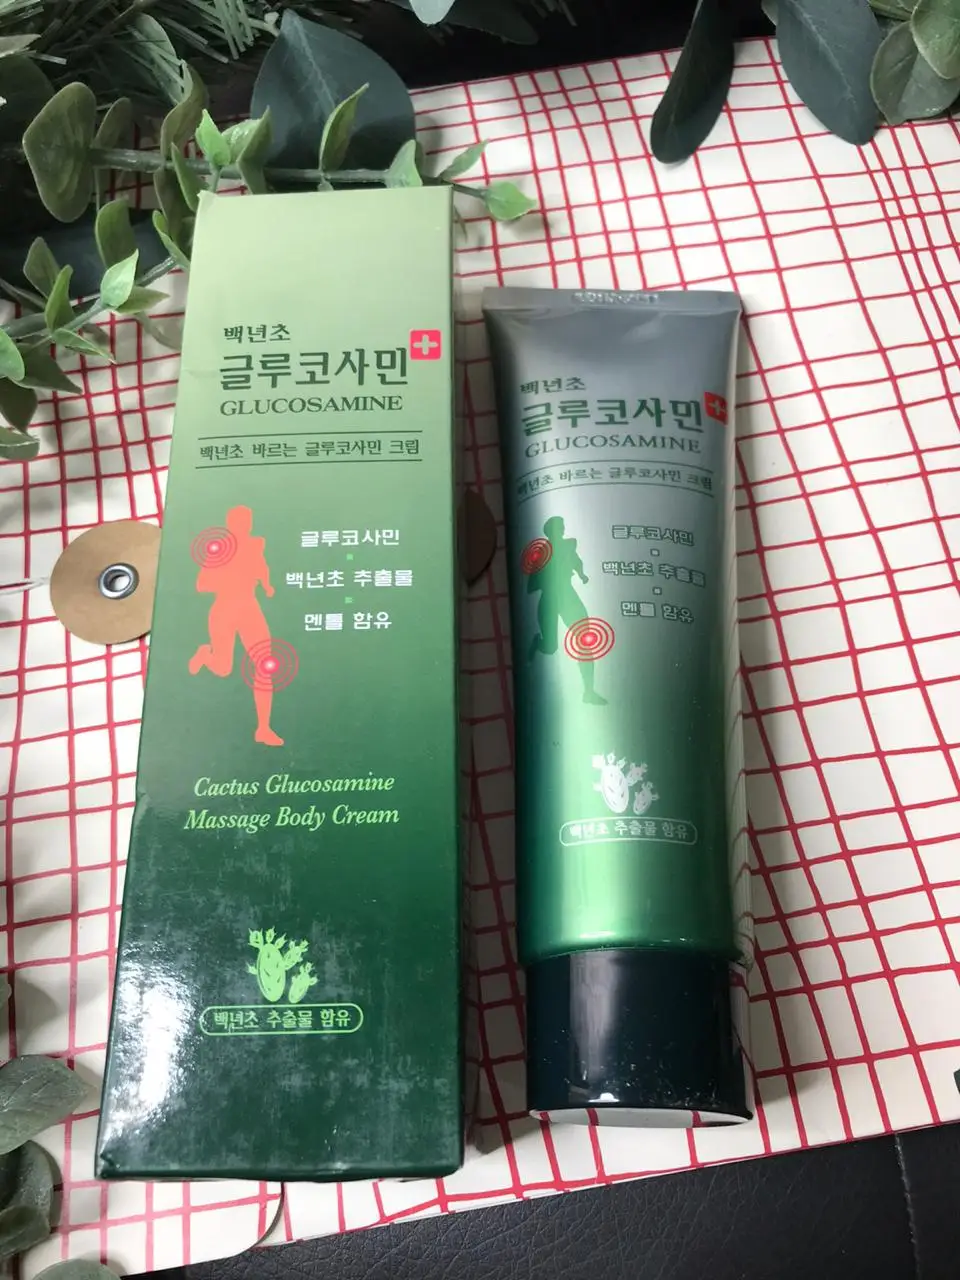 백년초
글루코사민
GLUCOSAMINE
백년초 바르는 글루코사민 크림
글루코사민
백년초 추출물
멘톨 함유
Cactus Glucosamine
Massage Body Cream
백년초 추출물 함유
백년초
글루코사민
GLUCOSAMINE
백년초 바르는 글루코사민 크림
글루코사민
백년초 추출물
멘톨 함유
백년초 추출물 함유